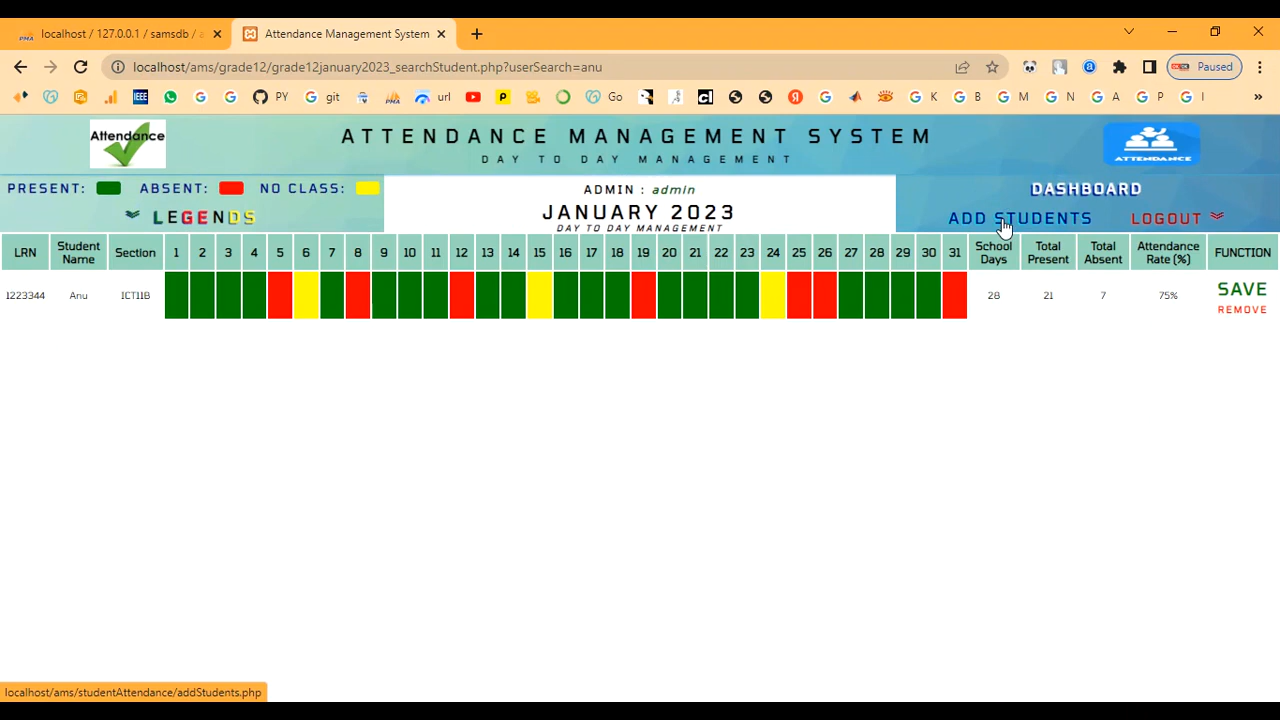 localhost / 127.0.0.1 / samsdb / a
Attendance Management System
localhost/ams/grade12/grade12january2023_searchStudent.php?userSearch=anu
Paused
IEEE PY git PMA url P Go K B M N A P I »
Attendance
ATTENDANCE MANAGEMENT SYSTEM
DAY TO DAY MANAGEMENT
ATTENDANCE
PRESENT: ABSENT: NO CLASS:
LEGENDS
ADMIN : admin
JANUARY 2023
DAY TO DAY MANAGEMENT
DASHBOARD
ADD STUDENTS LOGOUT
LRN Student Name Section 1 2 3 4 5 6 7 8 9 10 11 12 13 14 15 16 17 18 19 20 21 22 23 24 25 26 27 28 29 30 31 School Days Total Present Total Absent Attendance Rate (%) FUNCTION
1223344 Anu ICT11B 28 21 7 75% SAVE
REMOVE
localhost/ams/studentAttendance/addStudents.php